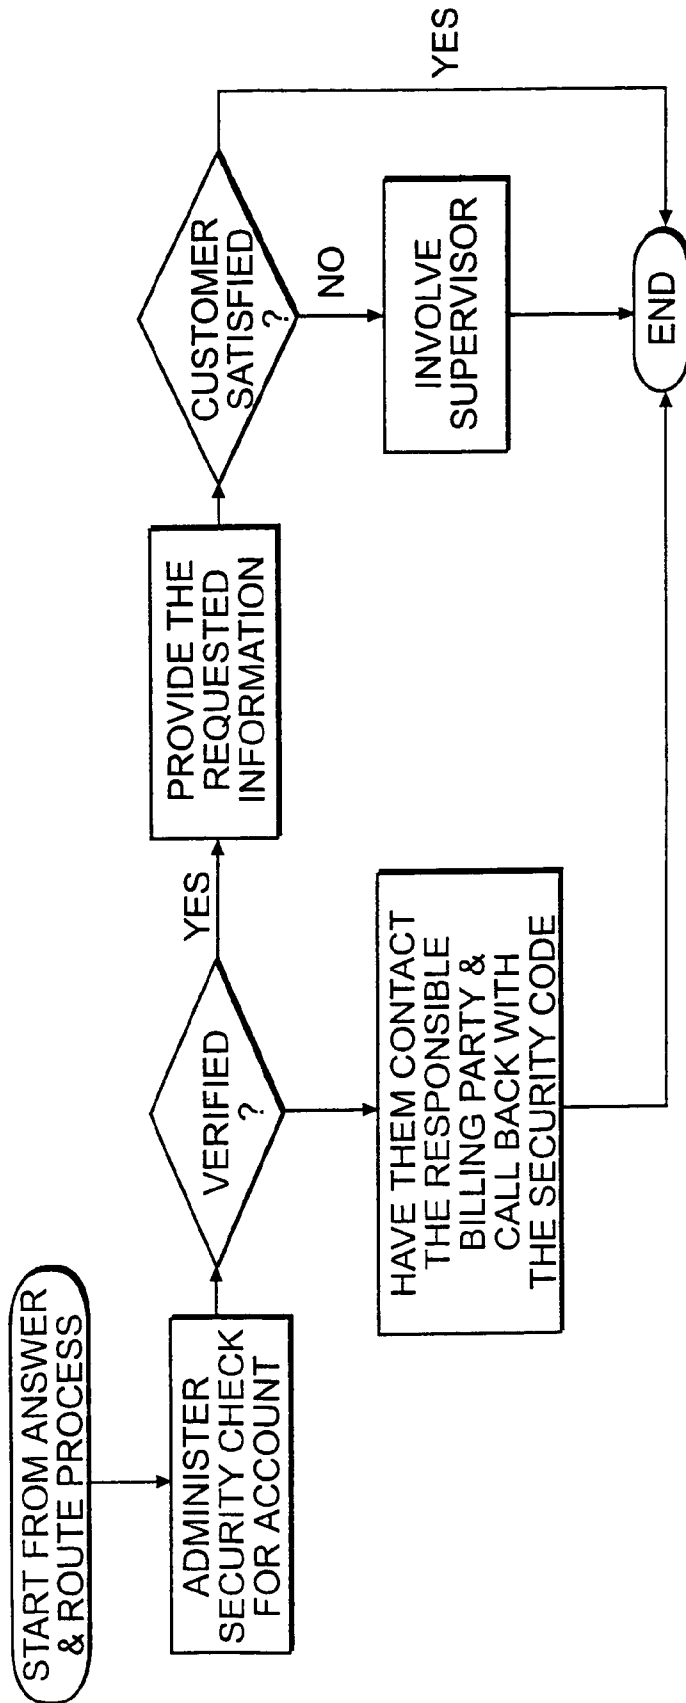 START FROM ANSWER
& ROUTE PROCESS
ADMINISTER
SECURITY CHECK
FOR ACCOUNT
VERIFIED
?
YES
HAVE THEM CONTACT
THE RESPONSIBLE
BILLING PARTY &
CALL BACK WITH
THE SECURITY CODE
PROVIDE THE
REQUESTED
INFORMATION
CUSTOMER
SATISFIED
?
NO
INVOLVE
SUPERVISOR
YES
END